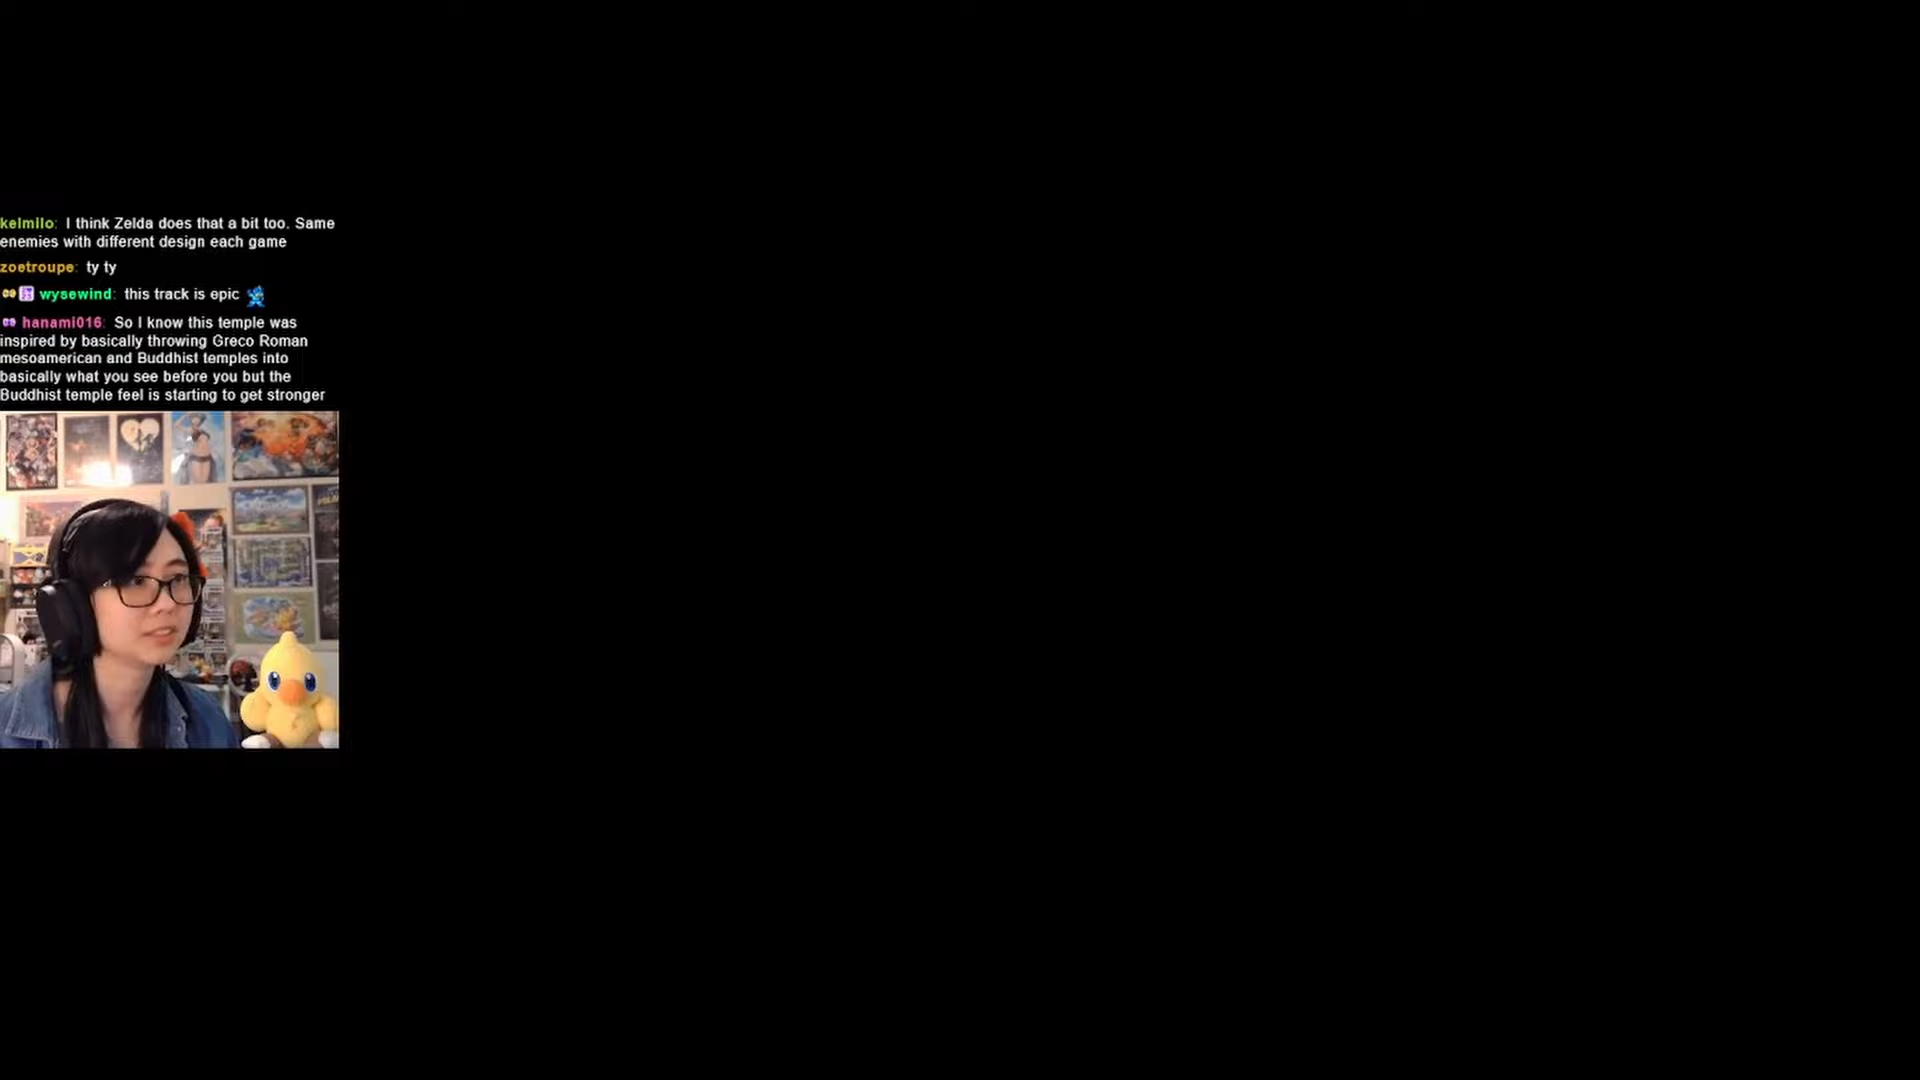 kelmilo: I think Zelda does that a bit too. Same
enemies with different design each game
zoetroupe: ty ty
wysewind: this track is epic
hanami016: So I know this temple was
inspired by basically throwing Greco Roman
mesoamerican and Buddhist temples into
basically what you see before you but the
Buddhist temple feel is starting to get stronger